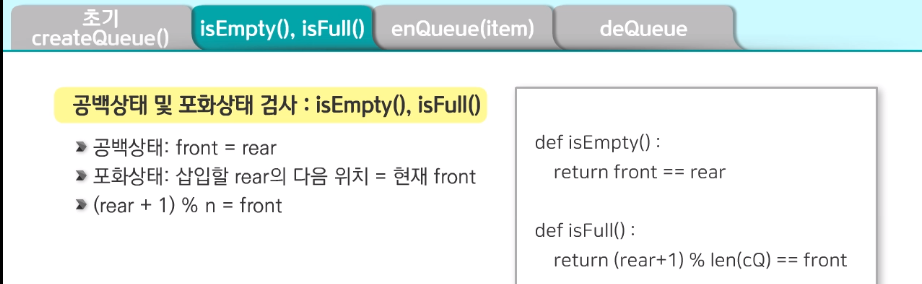 초기
createQueue()
isEmpty(), isFull()
enQueue(item)
deQueue
공백상태 및 포화상태 검사 : isEmpty(), isFull()
공백상태: front = rear
포화상태: 삽입할 rear의 다음 위치 = 현재 front
(rear + 1) % n = front
def isEmpty() :
return front == rear
def isFull() :
return (rear+1) % len(cQ) == front